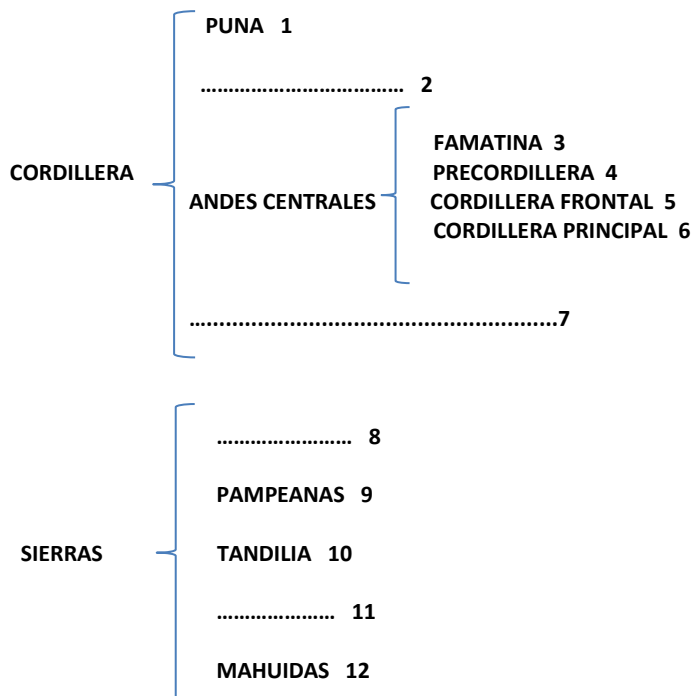 PUNA 1
……………………………… 2
FAMATINA 3
CORDILLERA
PRECORDILLERA 4
ANDES CENTRALES
CORDILLERA FRONTAL 5
CORDILLERA PRINCIPAL 6
…......................................................7
…………………… 8
PAMPEANAS 9
SIERRAS
TANDILIA 10
………………… 11
MAHUIDAS 12